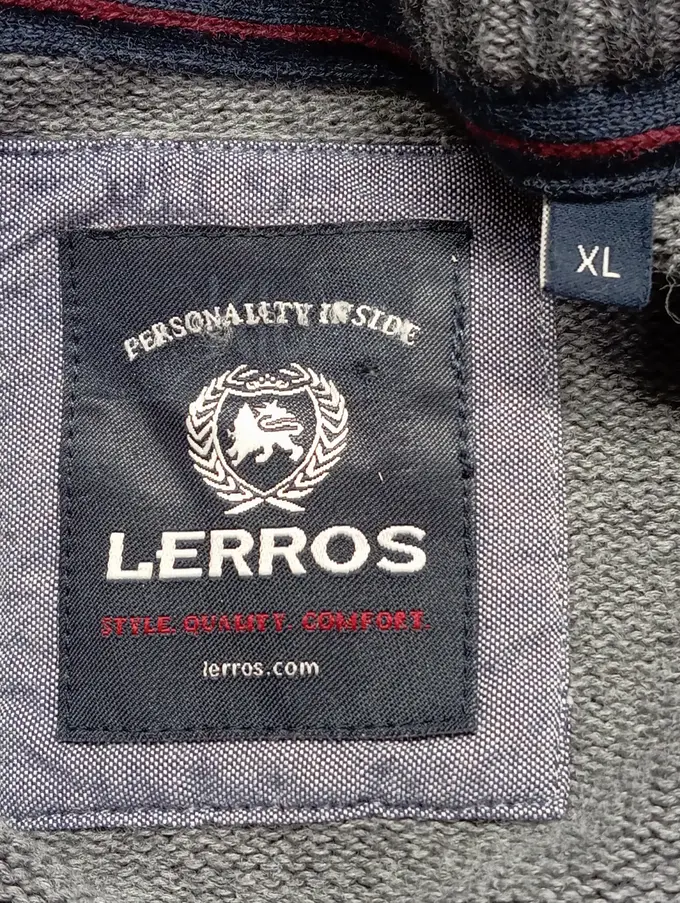 XL
PERSONALITY INSIDE
LERROS
STYLE. QUALITY. COMFORT.
lerros.com